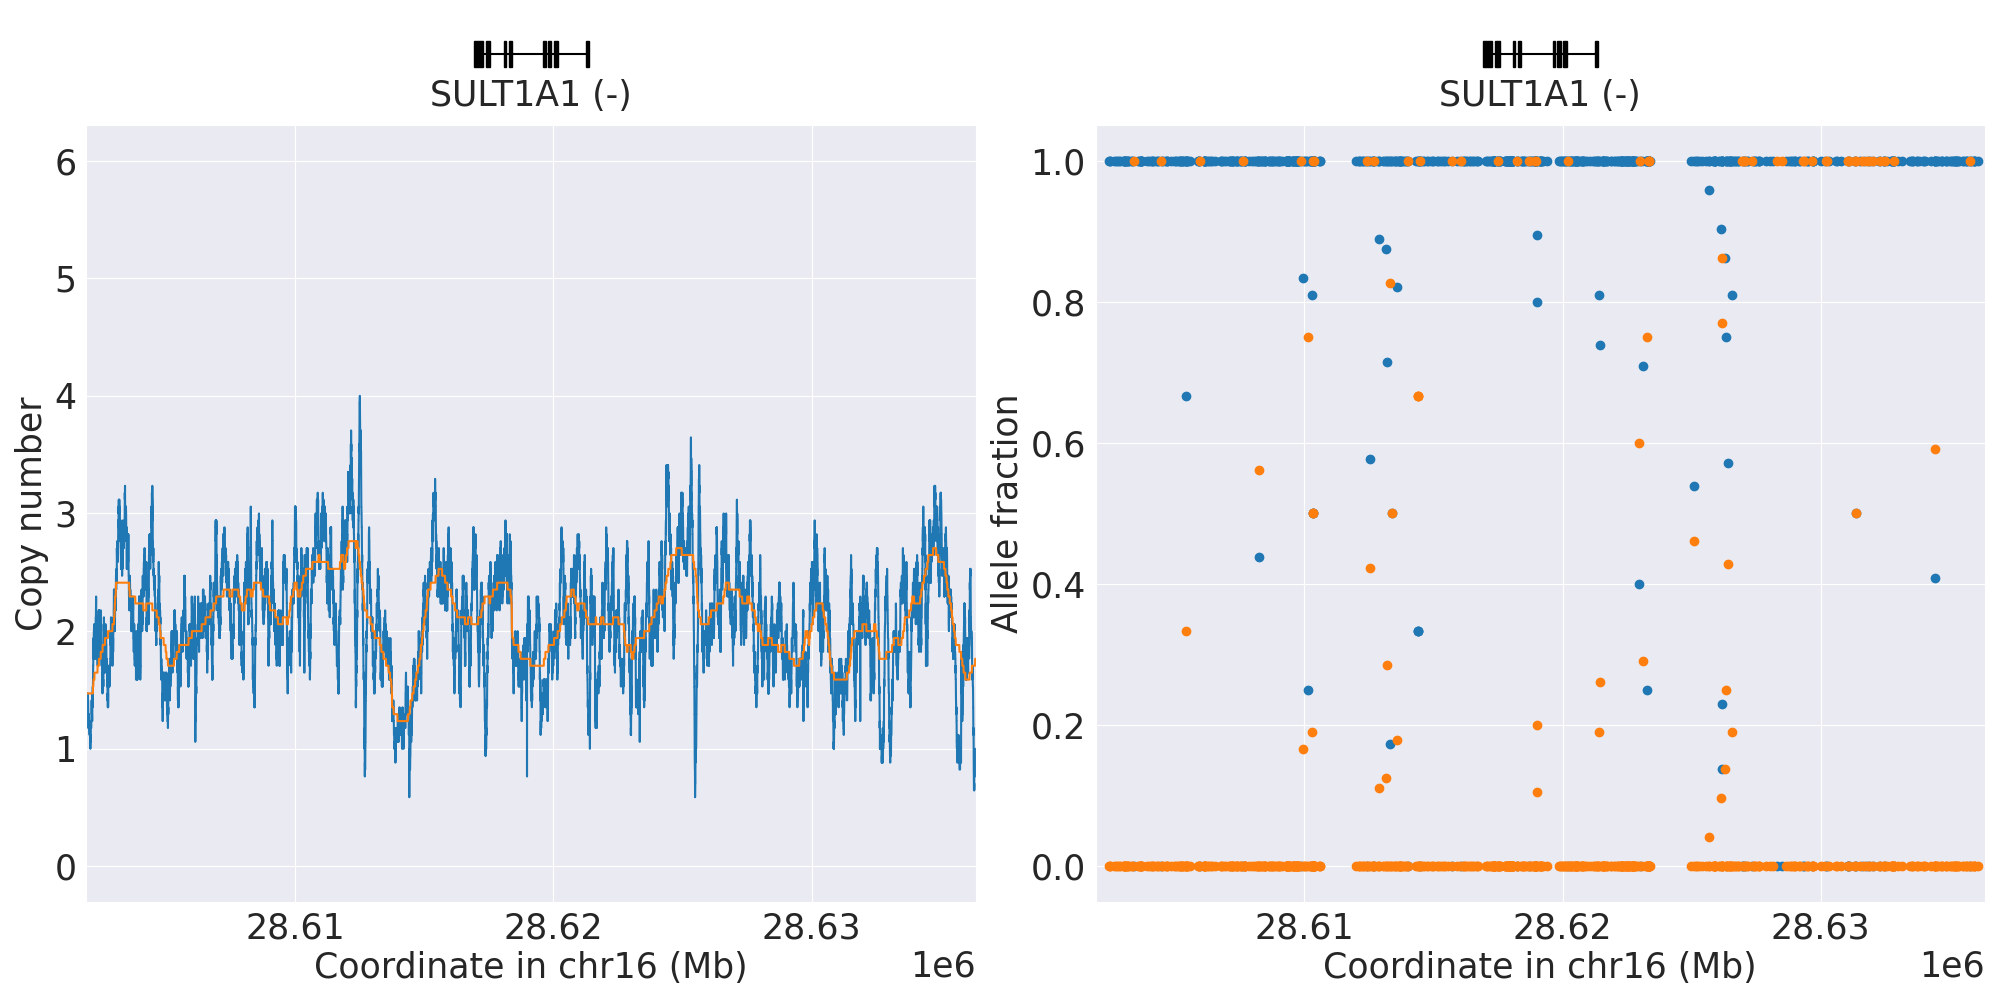 SULT1A1 (-)
6
5
4
3
2
1
0
Copy number
28.61
28.62
28.63
Coordinate in chr16 (Mb)
1e6
SULT1A1 (-)
1.0
0.8
0.6
0.4
0.2
0.0
Allele fraction
28.61
28.62
28.63
Coordinate in chr16 (Mb)
1e6